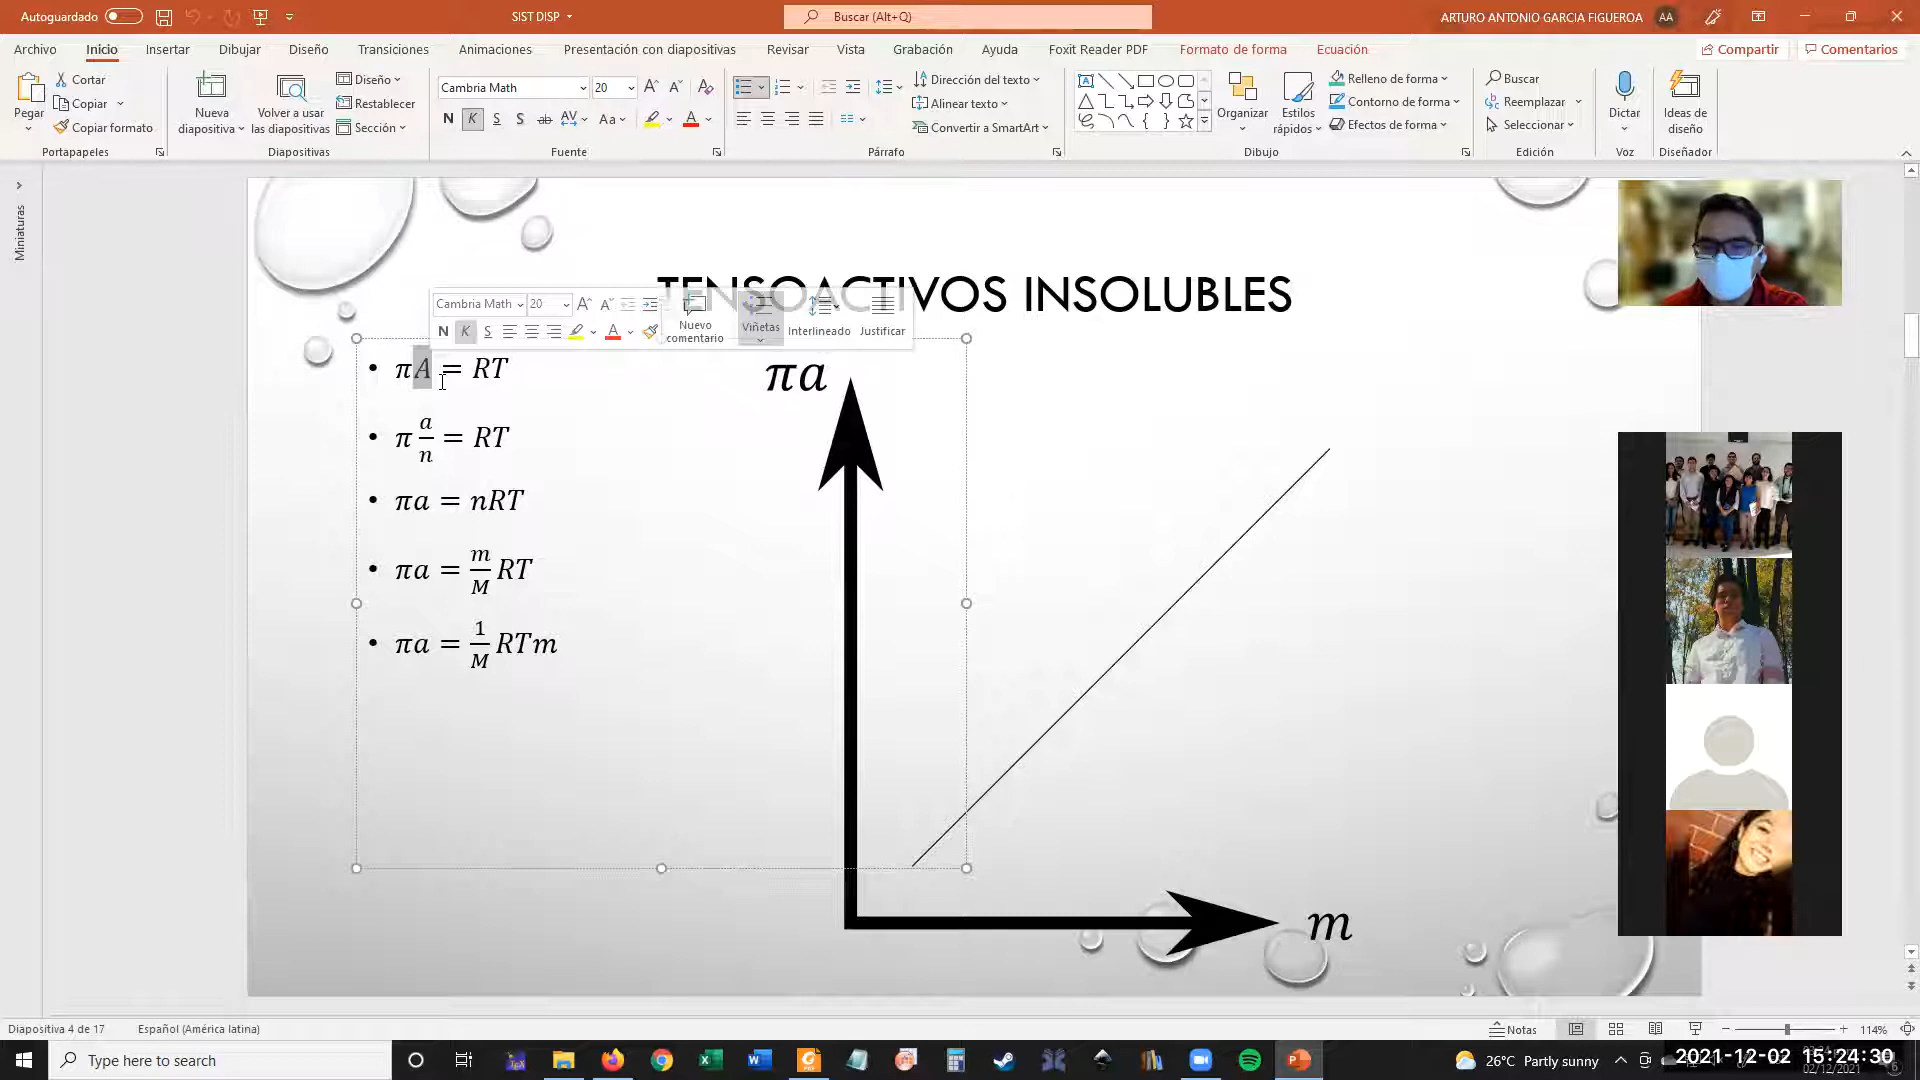 Autoguardado
SIST DISP
Buscar (Alt+Q)
ARTURO ANTONIO GARCIA FIGUEROA
AA
Archivo Inicio Insertar Dibujar Diseño Transiciones Animaciones Presentación con diapositivas Revisar Vista Grabación Ayuda Foxit Reader PDF Formato de forma Ecuación
Compartir
Comentarios
Pegar
Cortar
Copiar
Copiar formato
Portapapeles
Nueva diapositiva
Volver a usar las diapositivas
Diseño
Restablecer
Sección
Diapositivas
Cambria Math 20
N K S S ab AV Aa A
Fuente
Dirección del texto
Alinear texto
Convertir a SmartArt
Párrafo
Organizar
Estilos rápidos
Relleno de forma
Contorno de forma
Efectos de forma
Dibujo
Buscar
Reemplazar
Seleccionar
Edición
Dictar
Voz
Ideas de diseño
Diseñador
Miniaturas
TENSOACTIVOS INSOLUBLES
Cambria Math 20
N K S A
Nuevo comentario
Viñetas
Interlineado
Justificar
• πA = RT
• π a/n = RT
• πa = nRT
• πa = m/M RT
• πa = 1/M RTm
πa
m
Diapositiva 4 de 17
Español (América latina)
Notas
114%
Type here to search
26°C Partly sunny
2021-12-02 15:24:30
02/12/2021